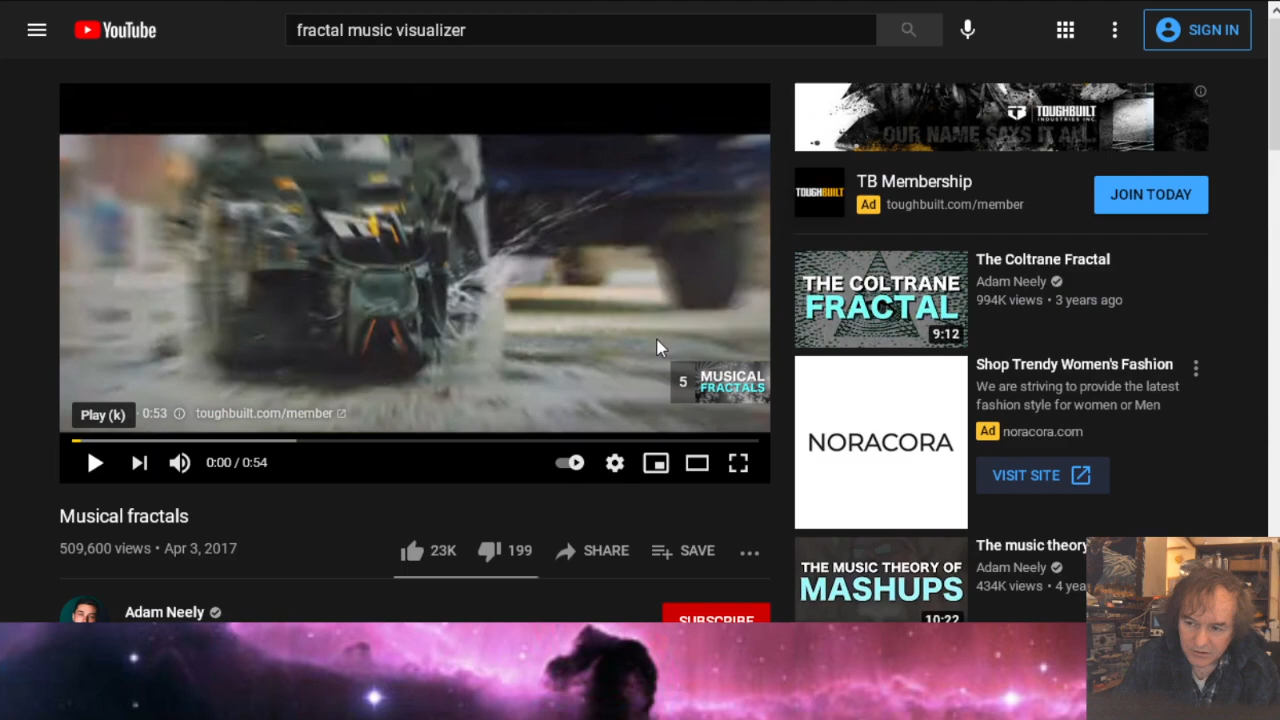 YouTube
fractal music visualizer
SIGN IN
TOUGHBUILT
INDUSTRIES INC.
OUR NAME SAYS IT ALL.
TOUGHBUILT
TB Membership
Ad toughbuilt.com/member
JOIN TODAY
THE COLTRANE
FRACTAL
9:12
The Coltrane Fractal
Adam Neely
994K views • 3 years ago
5 MUSICAL
FRACTALS
Play (k) · 0:53 toughbuilt.com/member
0:00 / 0:54
NORACORA
Shop Trendy Women's Fashion
We are striving to provide the latest
fashion style for women or Men
Ad noracora.com
VISIT SITE
Musical fractals
509,600 views • Apr 3, 2017
23K 199 SHARE SAVE
THE MUSIC THEORY OF
MASHUPS
10:22
The music theory
Adam Neely
434K views • 4 yea
Adam Neely
SUBSCRIBE